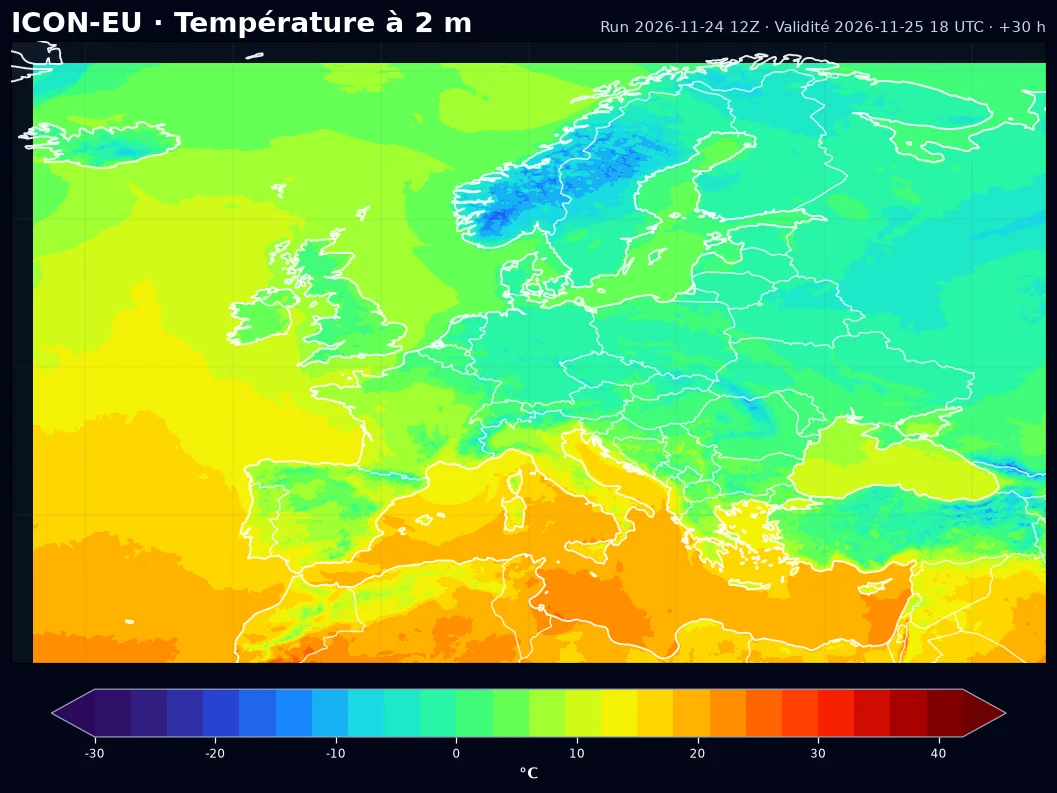 ICON-EU · Température à 2 m
Run 2026-11-24 12Z · Validité 2026-11-25 18 UTC · +30 h
-30 -20 -10 0 10 20 30 40
°C